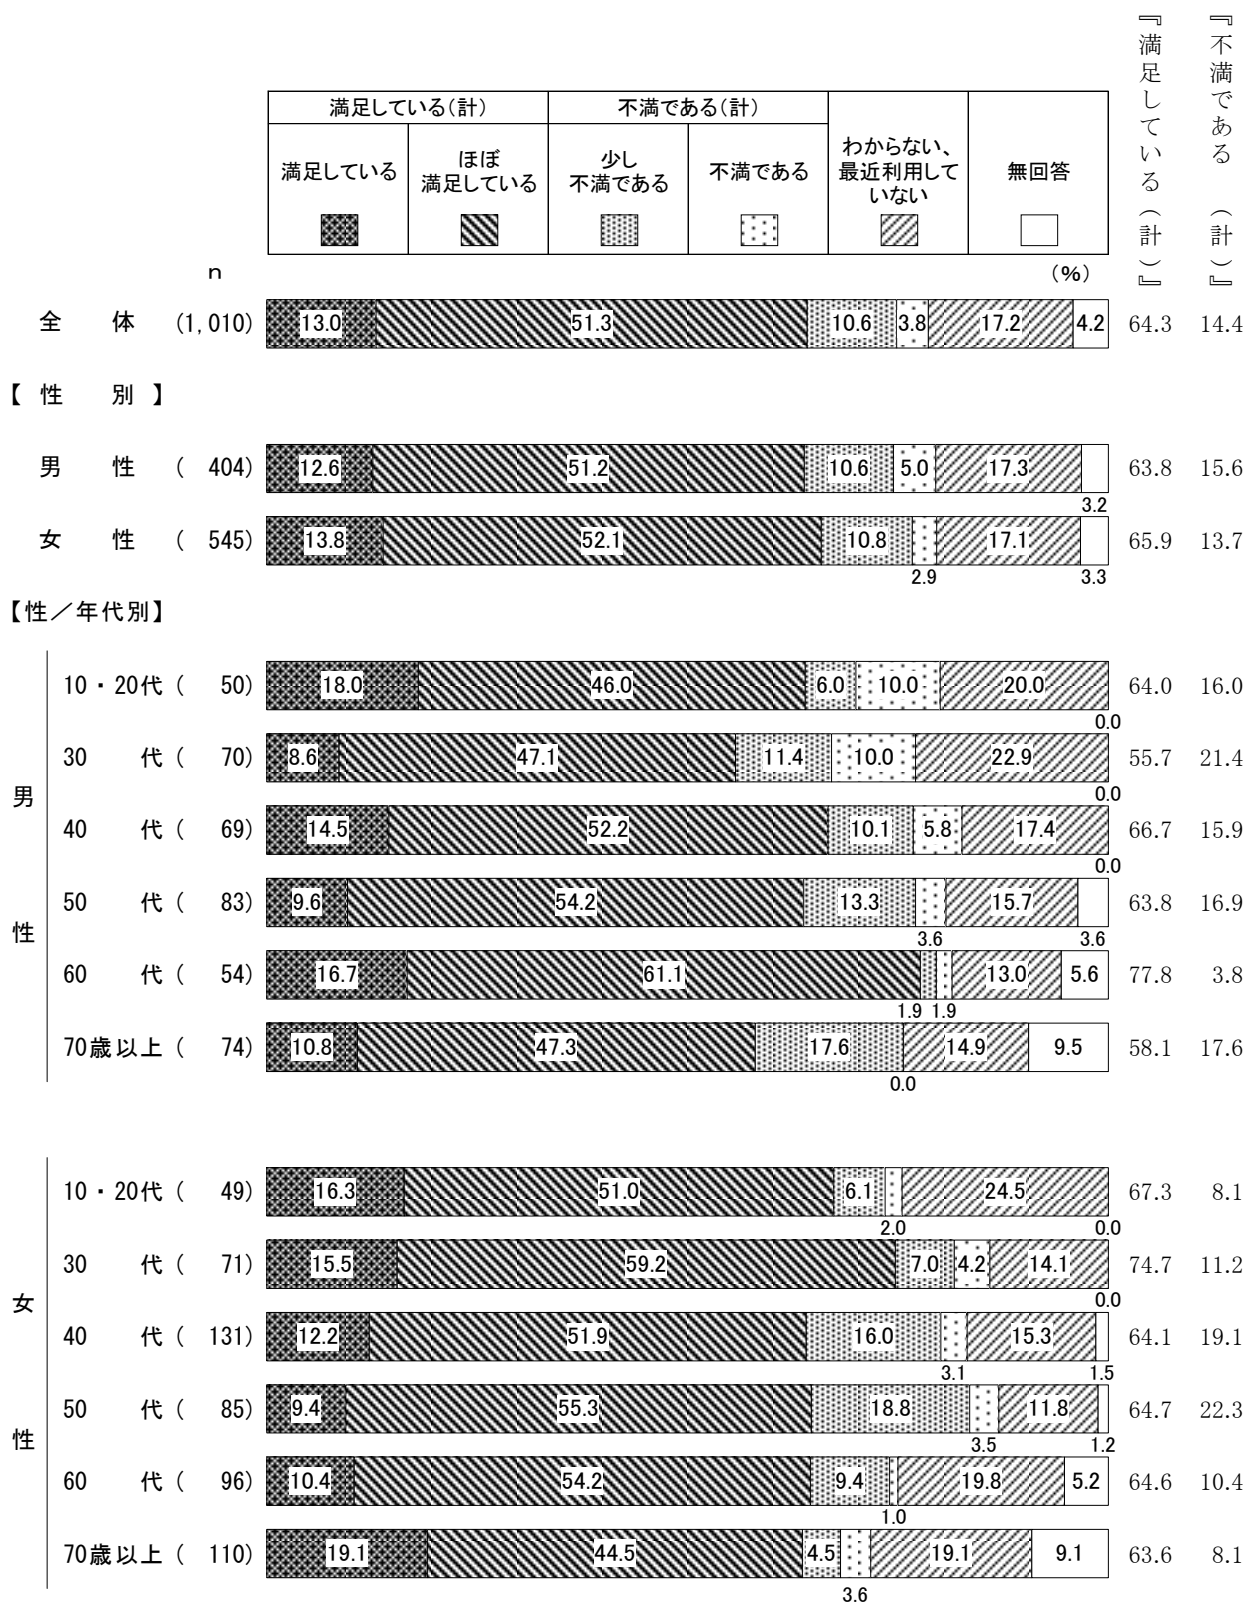 『満足している（計）』
『不満である（計）』
満足している（計） 不満である（計）
満足している
ほぼ
満足している
少し
不満である
不満である
わからない、
最近利用して
いない
無回答
n （％）
全 体 (1,010) 13.0 51.3 10.6 3.8 17.2 4.2 64.3 14.4
【 性 別 】
男 性 ( 404) 12.6 51.2 10.6 5.0 17.3 63.8 15.6
3.2
女 性 ( 545) 13.8 52.1 10.8 17.1 65.9 13.7
2.9 3.3
【性／年代別】
男性
10・20代 ( 50) 18.0 46.0 6.0 10.0 20.0 64.0 16.0
0.0
30 代 ( 70) 8.6 47.1 11.4 10.0 22.9 55.7 21.4
0.0
40 代 ( 69) 14.5 52.2 10.1 5.8 17.4 66.7 15.9
0.0
50 代 ( 83) 9.6 54.2 13.3 15.7 63.8 16.9
3.6 3.6
60 代 ( 54) 16.7 61.1 13.0 5.6 77.8 3.8
1.9 1.9
70歳以上 ( 74) 10.8 47.3 17.6 14.9 9.5 58.1 17.6
0.0
女性
10・20代 ( 49) 16.3 51.0 6.1 24.5 67.3 8.1
2.0 0.0
30 代 ( 71) 15.5 59.2 7.0 4.2 14.1 74.7 11.2
0.0
40 代 ( 131) 12.2 51.9 16.0 15.3 64.1 19.1
3.1 1.5
50 代 ( 85) 9.4 55.3 18.8 11.8 64.7 22.3
3.5 1.2
60 代 ( 96) 10.4 54.2 9.4 19.8 5.2 64.6 10.4
1.0
70歳以上 ( 110) 19.1 44.5 4.5 19.1 9.1 63.6 8.1
3.6